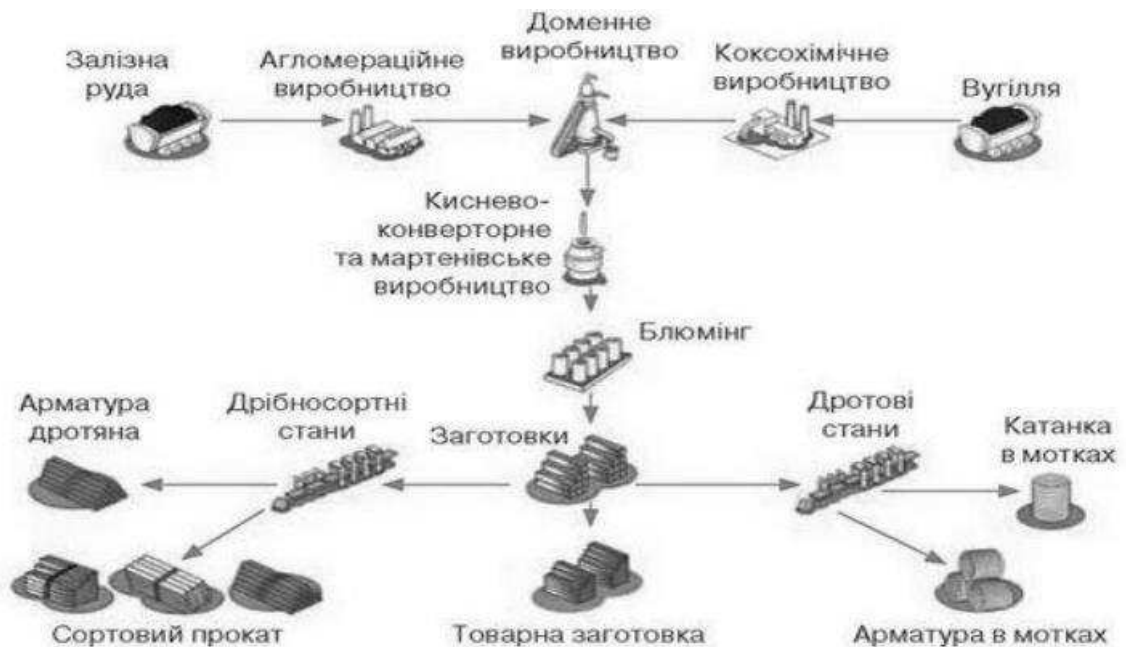 Залізна
руда
Агломераційне
виробництво
Доменне
виробництво
Коксохімічне
виробництво
Вугілля
Киснево-
конверторне
та мартенівське
виробництво
Блюмінг
Арматура
дротяна
Дрібносортні
стани
Заготовки
Дротові
стани
Катанка
в мотках
Сортовий прокат
Товарна заготовка
Арматура в мотках